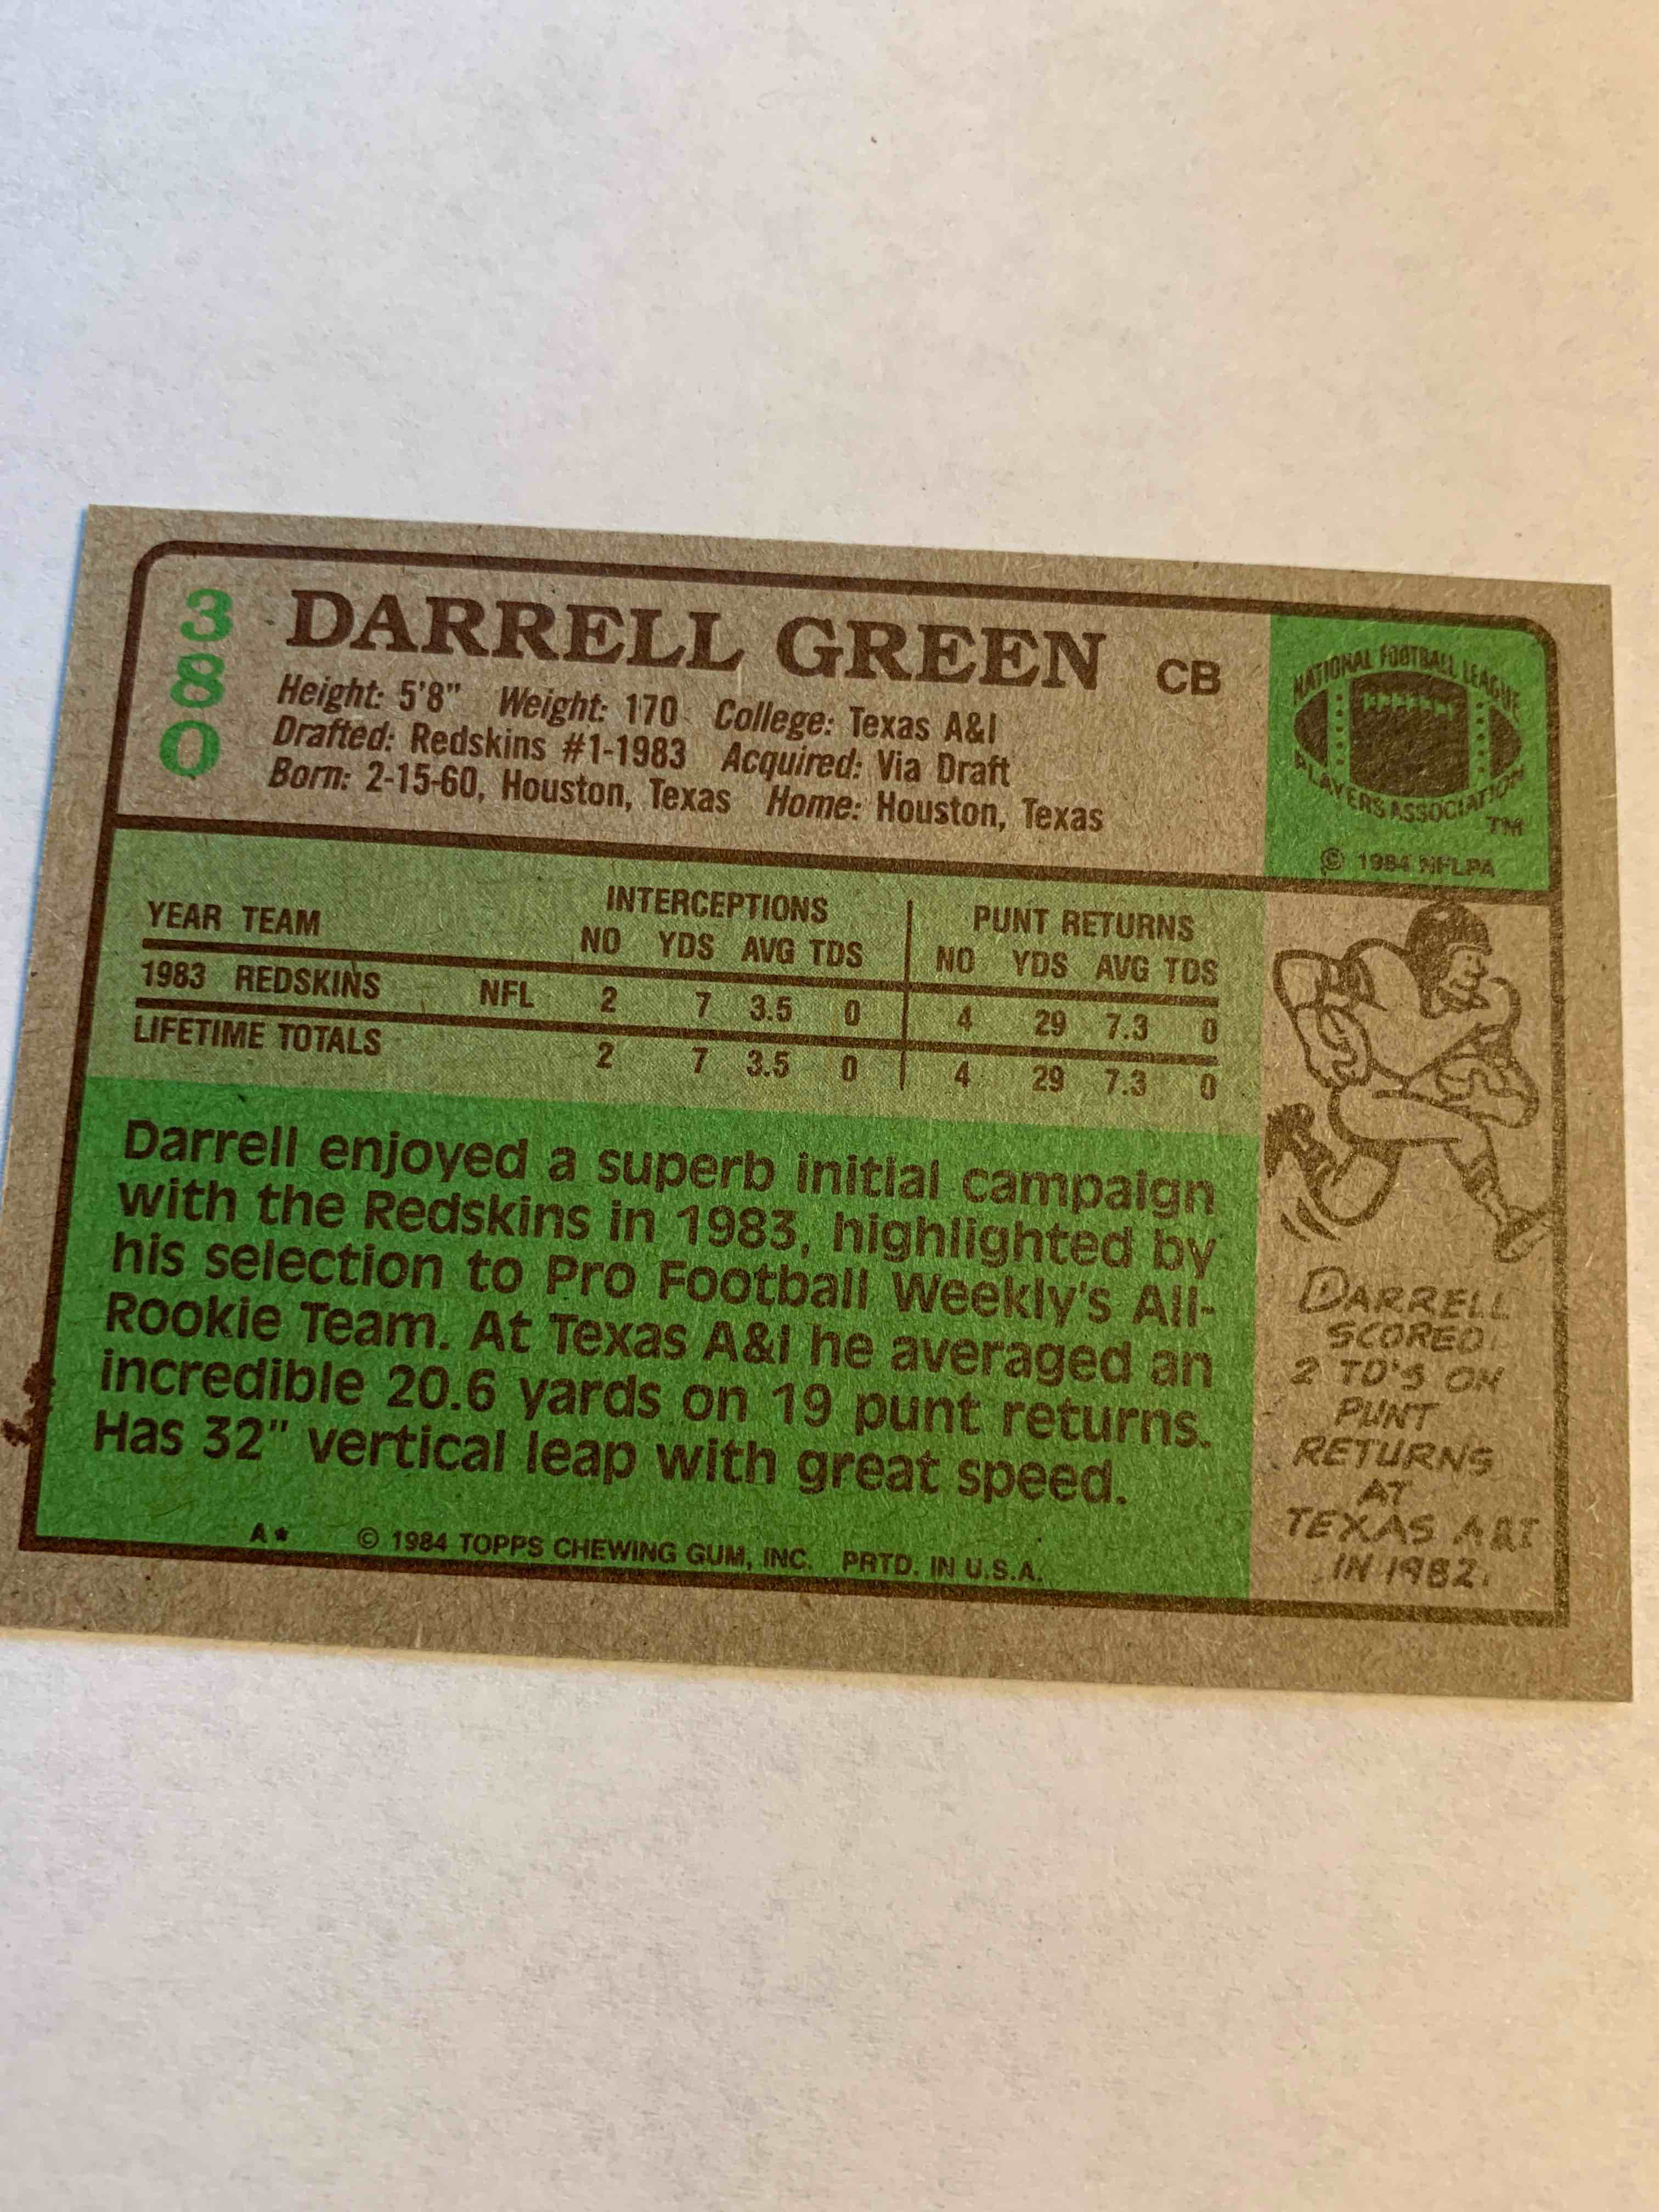 380
DARRELL GREEN CB
Height: 5'8" Weight: 170 College: Texas A&I
Drafted: Redskins #1-1983 Acquired: Via Draft
Born: 2-15-60, Houston, Texas Home: Houston, Texas
NATIONAL FOOTBALL LEAGUE
PLAYERS ASSOCIATION
TM
© 1984 NFLPA
INTERCEPTIONS PUNT RETURNS
YEAR TEAM NO YDS AVG TDS NO YDS AVG TDS
1983 REDSKINS NFL 2 7 3.5 0 4 29 7.3 0
LIFETIME TOTALS 2 7 3.5 0 4 29 7.3 0
Darrell enjoyed a superb initial campaign
with the Redskins in 1983, highlighted by
his selection to Pro Football Weekly's All-
Rookie Team. At Texas A&I he averaged an
incredible 20.6 yards on 19 punt returns.
Has 32" vertical leap with great speed.
A* © 1984 TOPPS CHEWING GUM, INC. PRTD. IN U.S.A.
DARRELL
SCORED
2 TD'S ON
PUNT
RETURNS
AT
TEXAS A&I
IN 1982.